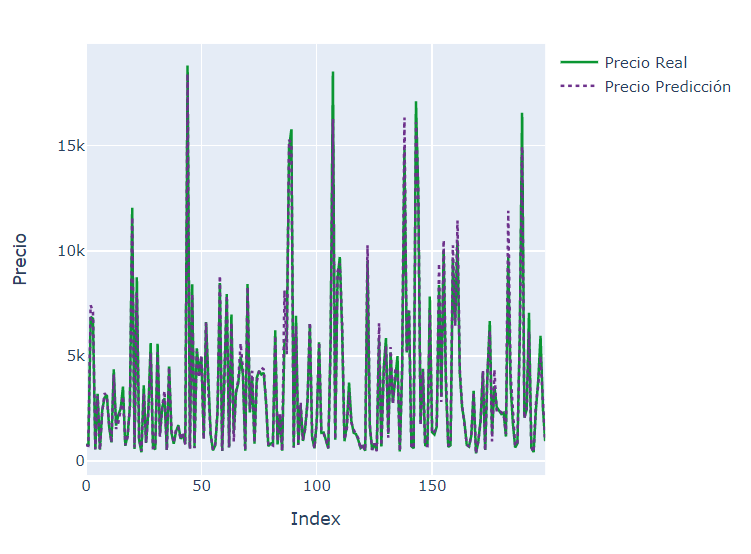 Precio Real
Precio Predicción
15k
10k
5k
0
Precio
0
50
100
150
Index